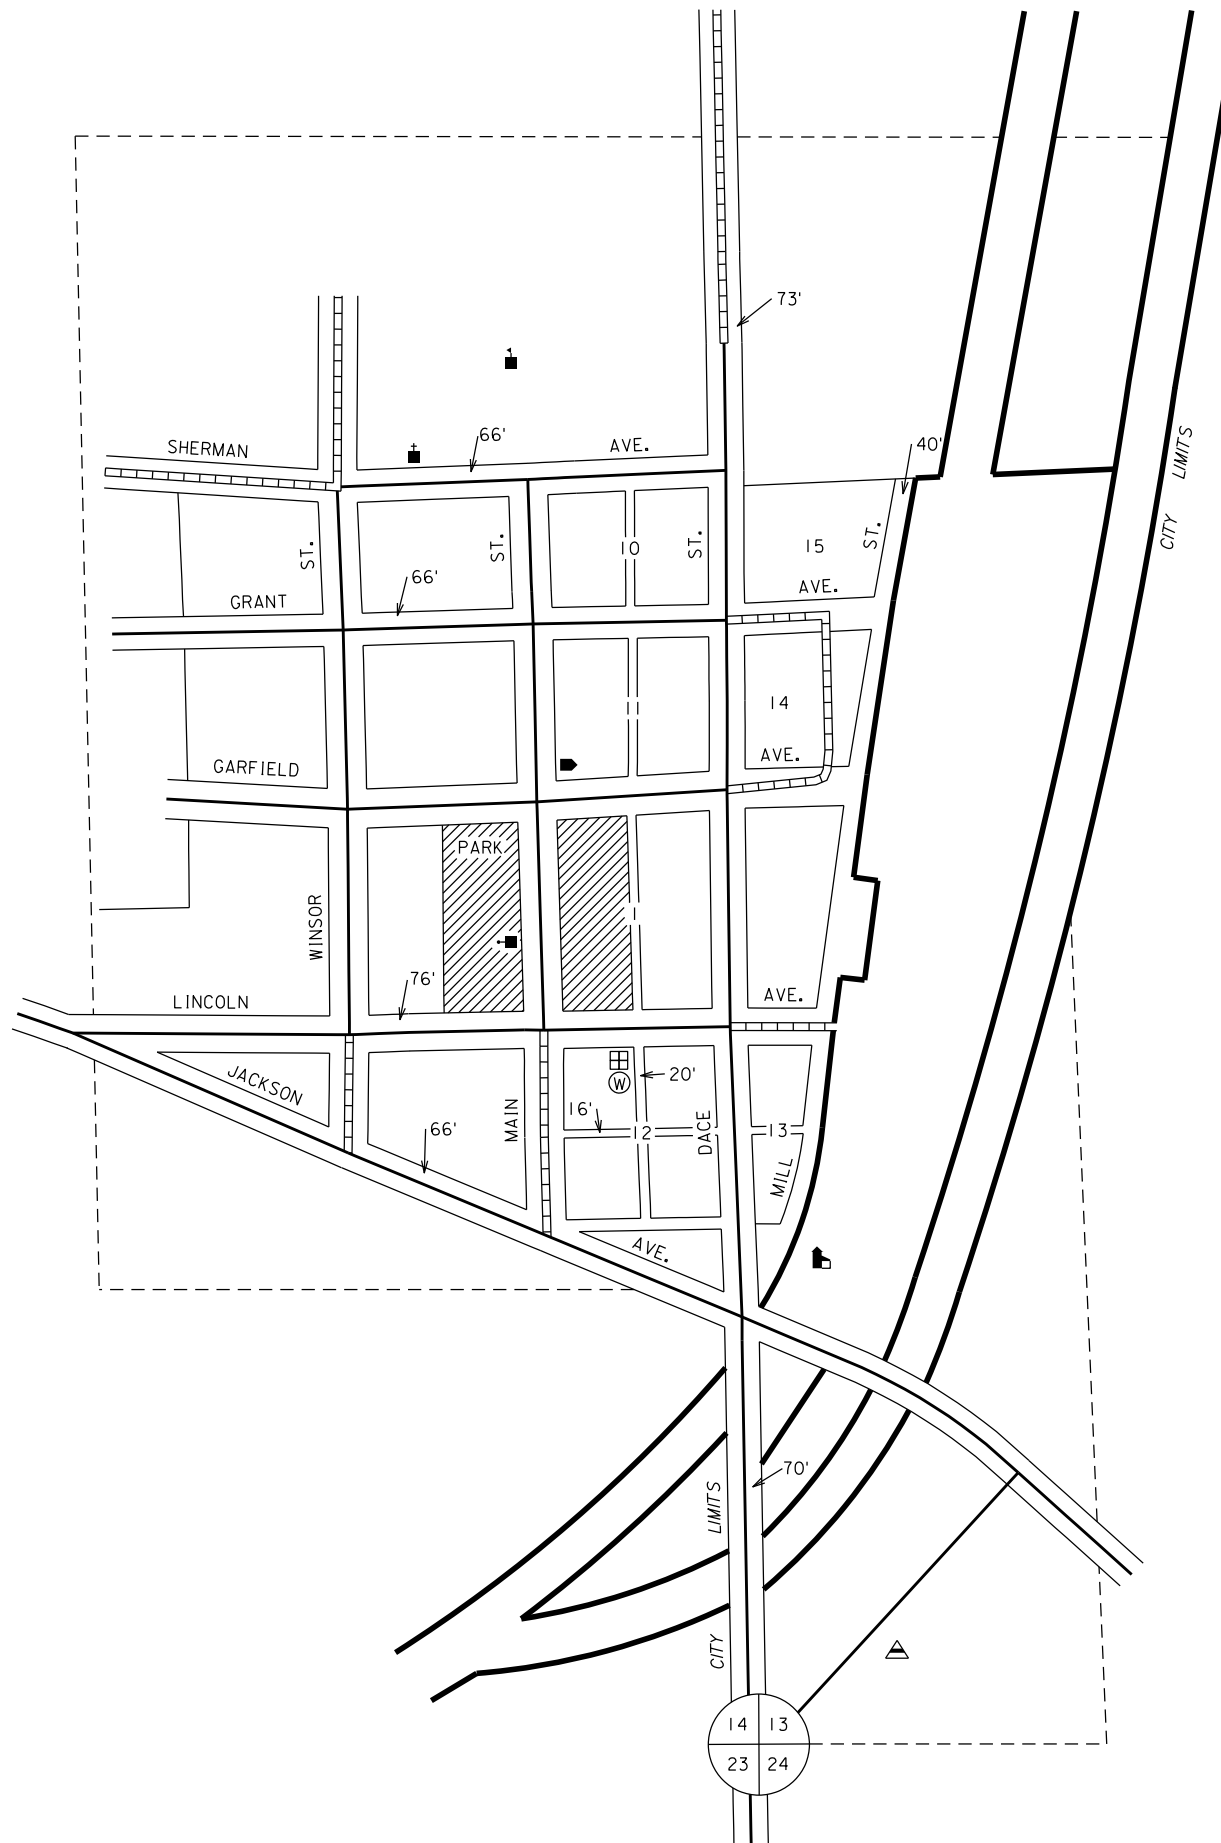 73'
LIMITS
66'
40'
SHERMAN
AVE.
CITY
ST.
ST.
10
ST.
15
ST.
66'
AVE.
GRANT
11
14
AVE.
GARFIELD
PARK
WINSOR
1
76'
AVE.
LINCOLN
JACKSON
W
20'
16'
MAIN
66'
12
DACE
13
MILL
AVE.
70'
LIMITS
CITY
14
13
23
24